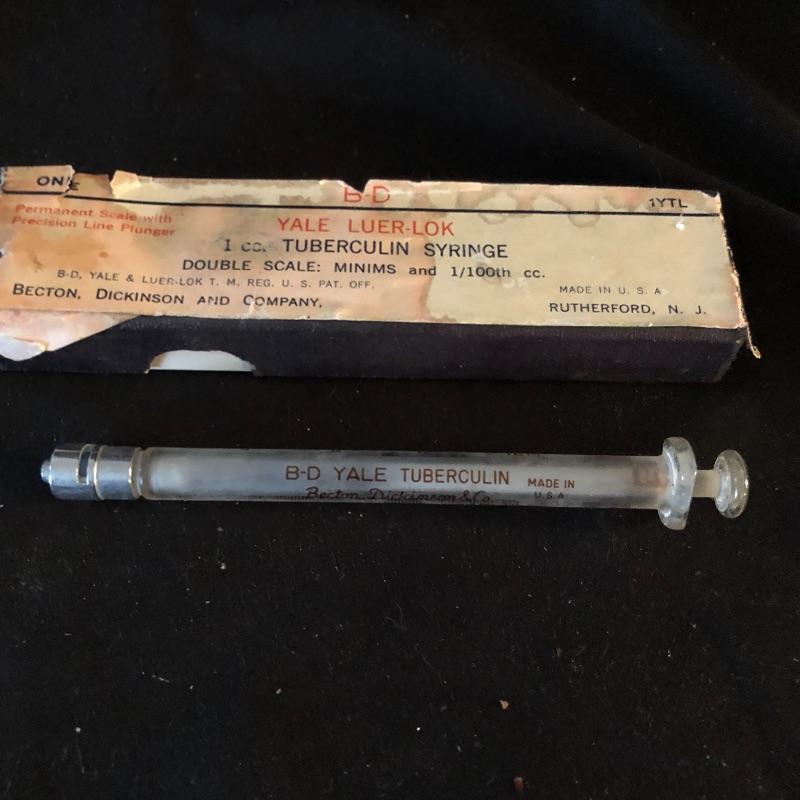 ONE
B-D
1YTL
Permanent Scale with
Precision Line Plunger
YALE LUER-LOK
1 cc. TUBERCULIN SYRINGE
DOUBLE SCALE: MINIMS and 1/100th cc.
B-D, YALE & LUER-LOK T. M. REG. U. S. PAT. OFF.
BECTON, DICKINSON AND COMPANY,
MADE IN U. S. A
RUTHERFORD, N. J.
B-D YALE TUBERCULIN
Becton, Dickinson & Co.
MADE IN
U.S.A